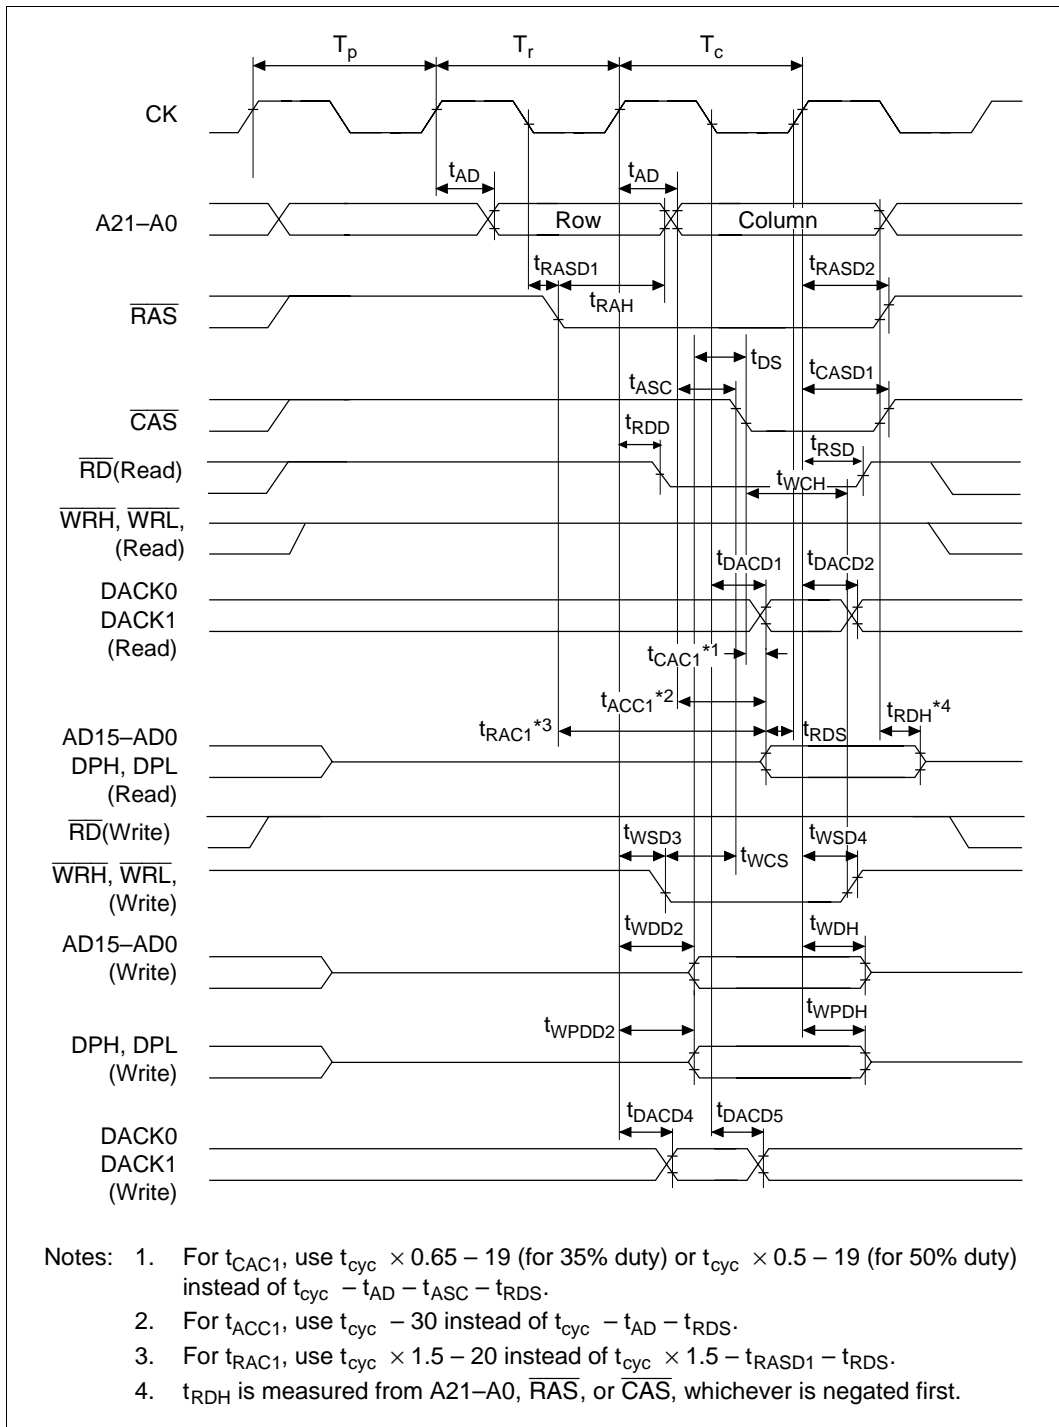 Tp Tr Tc
CK
tAD tAD
A21–A0 Row Column
tRASD1 tRASD2
tRAH
RAS
tDS
tASC tCASD1
CAS
tRDD tRSD
RD(Read)
tWCH
WRH, WRL,
(Read)
tDACD1 tDACD2
DACK0
DACK1
(Read)
tCAC1*1
tACC1*2
tRAC1*3 tRDS tRDH*4
AD15–AD0
DPH, DPL
(Read)
RD(Write)
tWSD3 tWSD4
tWCS
WRH, WRL,
(Write)
tWDD2 tWDH
AD15–AD0
(Write)
tWPDD2 tWPDH
DPH, DPL
(Write)
tDACD4 tDACD5
DACK0
DACK1
(Write)
Notes: 1. For tCAC1, use tcyc × 0.65 – 19 (for 35% duty) or tcyc × 0.5 – 19 (for 50% duty)
instead of tcyc – tAD – tASC – tRDS.
2. For tACC1, use tcyc – 30 instead of tcyc – tAD – tRDS.
3. For tRAC1, use tcyc × 1.5 – 20 instead of tcyc × 1.5 – tRASD1 – tRDS.
4. tRDH is measured from A21–A0, RAS, or CAS, whichever is negated first.